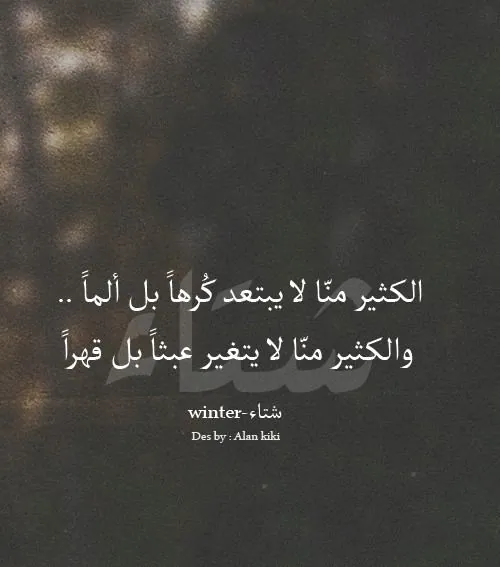 الكثير منّا لا يبتعد كُرهاً بل ألماً ..
والكثير منّا لا يتغير عبثاً بل قهراً
شتاء
شتاء-winter
Des by : Alan kiki